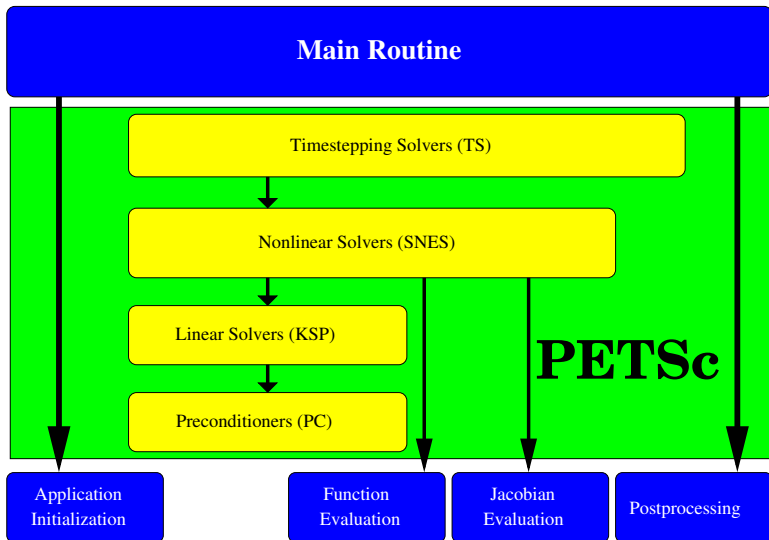 Main Routine
Timestepping Solvers (TS)
Nonlinear Solvers (SNES)
Linear Solvers (KSP)
PETSc
Preconditioners (PC)
Application
Initialization
Function
Evaluation
Jacobian
Evaluation
Postprocessing